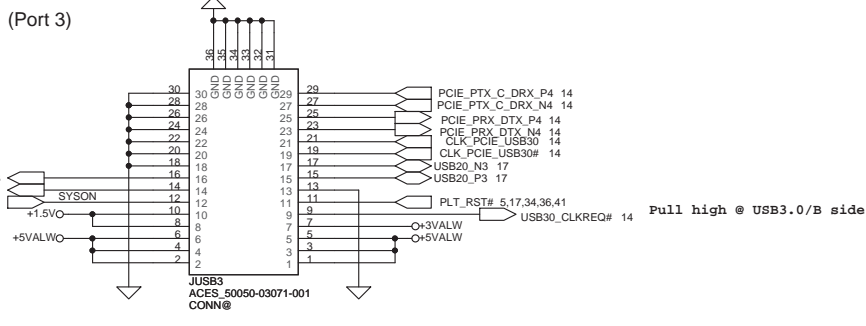 (Port 3)
36 35 34 33 32 31
GND GND GND GND GND GND
30 30 29 29 PCIE_PTX_C_DRX_P4 14
28 28 27 27 PCIE_PTX_C_DRX_N4 14
26 26 25 25 PCIE_PRX_DTX_P4 14
24 24 23 23 PCIE_PRX_DTX_N4 14
22 22 21 21 CLK_PCIE_USB30 14
20 20 19 19 CLK_PCIE_USB30# 14
18 18 17 17 USB20_N3 17
16 16 15 15 USB20_P3 17
14 14 13 13
SYSON 12 12 11 11 PLT_RST# 5,17,34,36,41
+1.5V 10 10 9 9 USB30_CLKREQ# 14 Pull high @ USB3.0/B side
8 8 7 7 +3VALW
+5VALW 6 6 5 5 +5VALW
4 4 3 3
2 2 1 1
JUSB3
ACES_50050-03071-001
CONN@